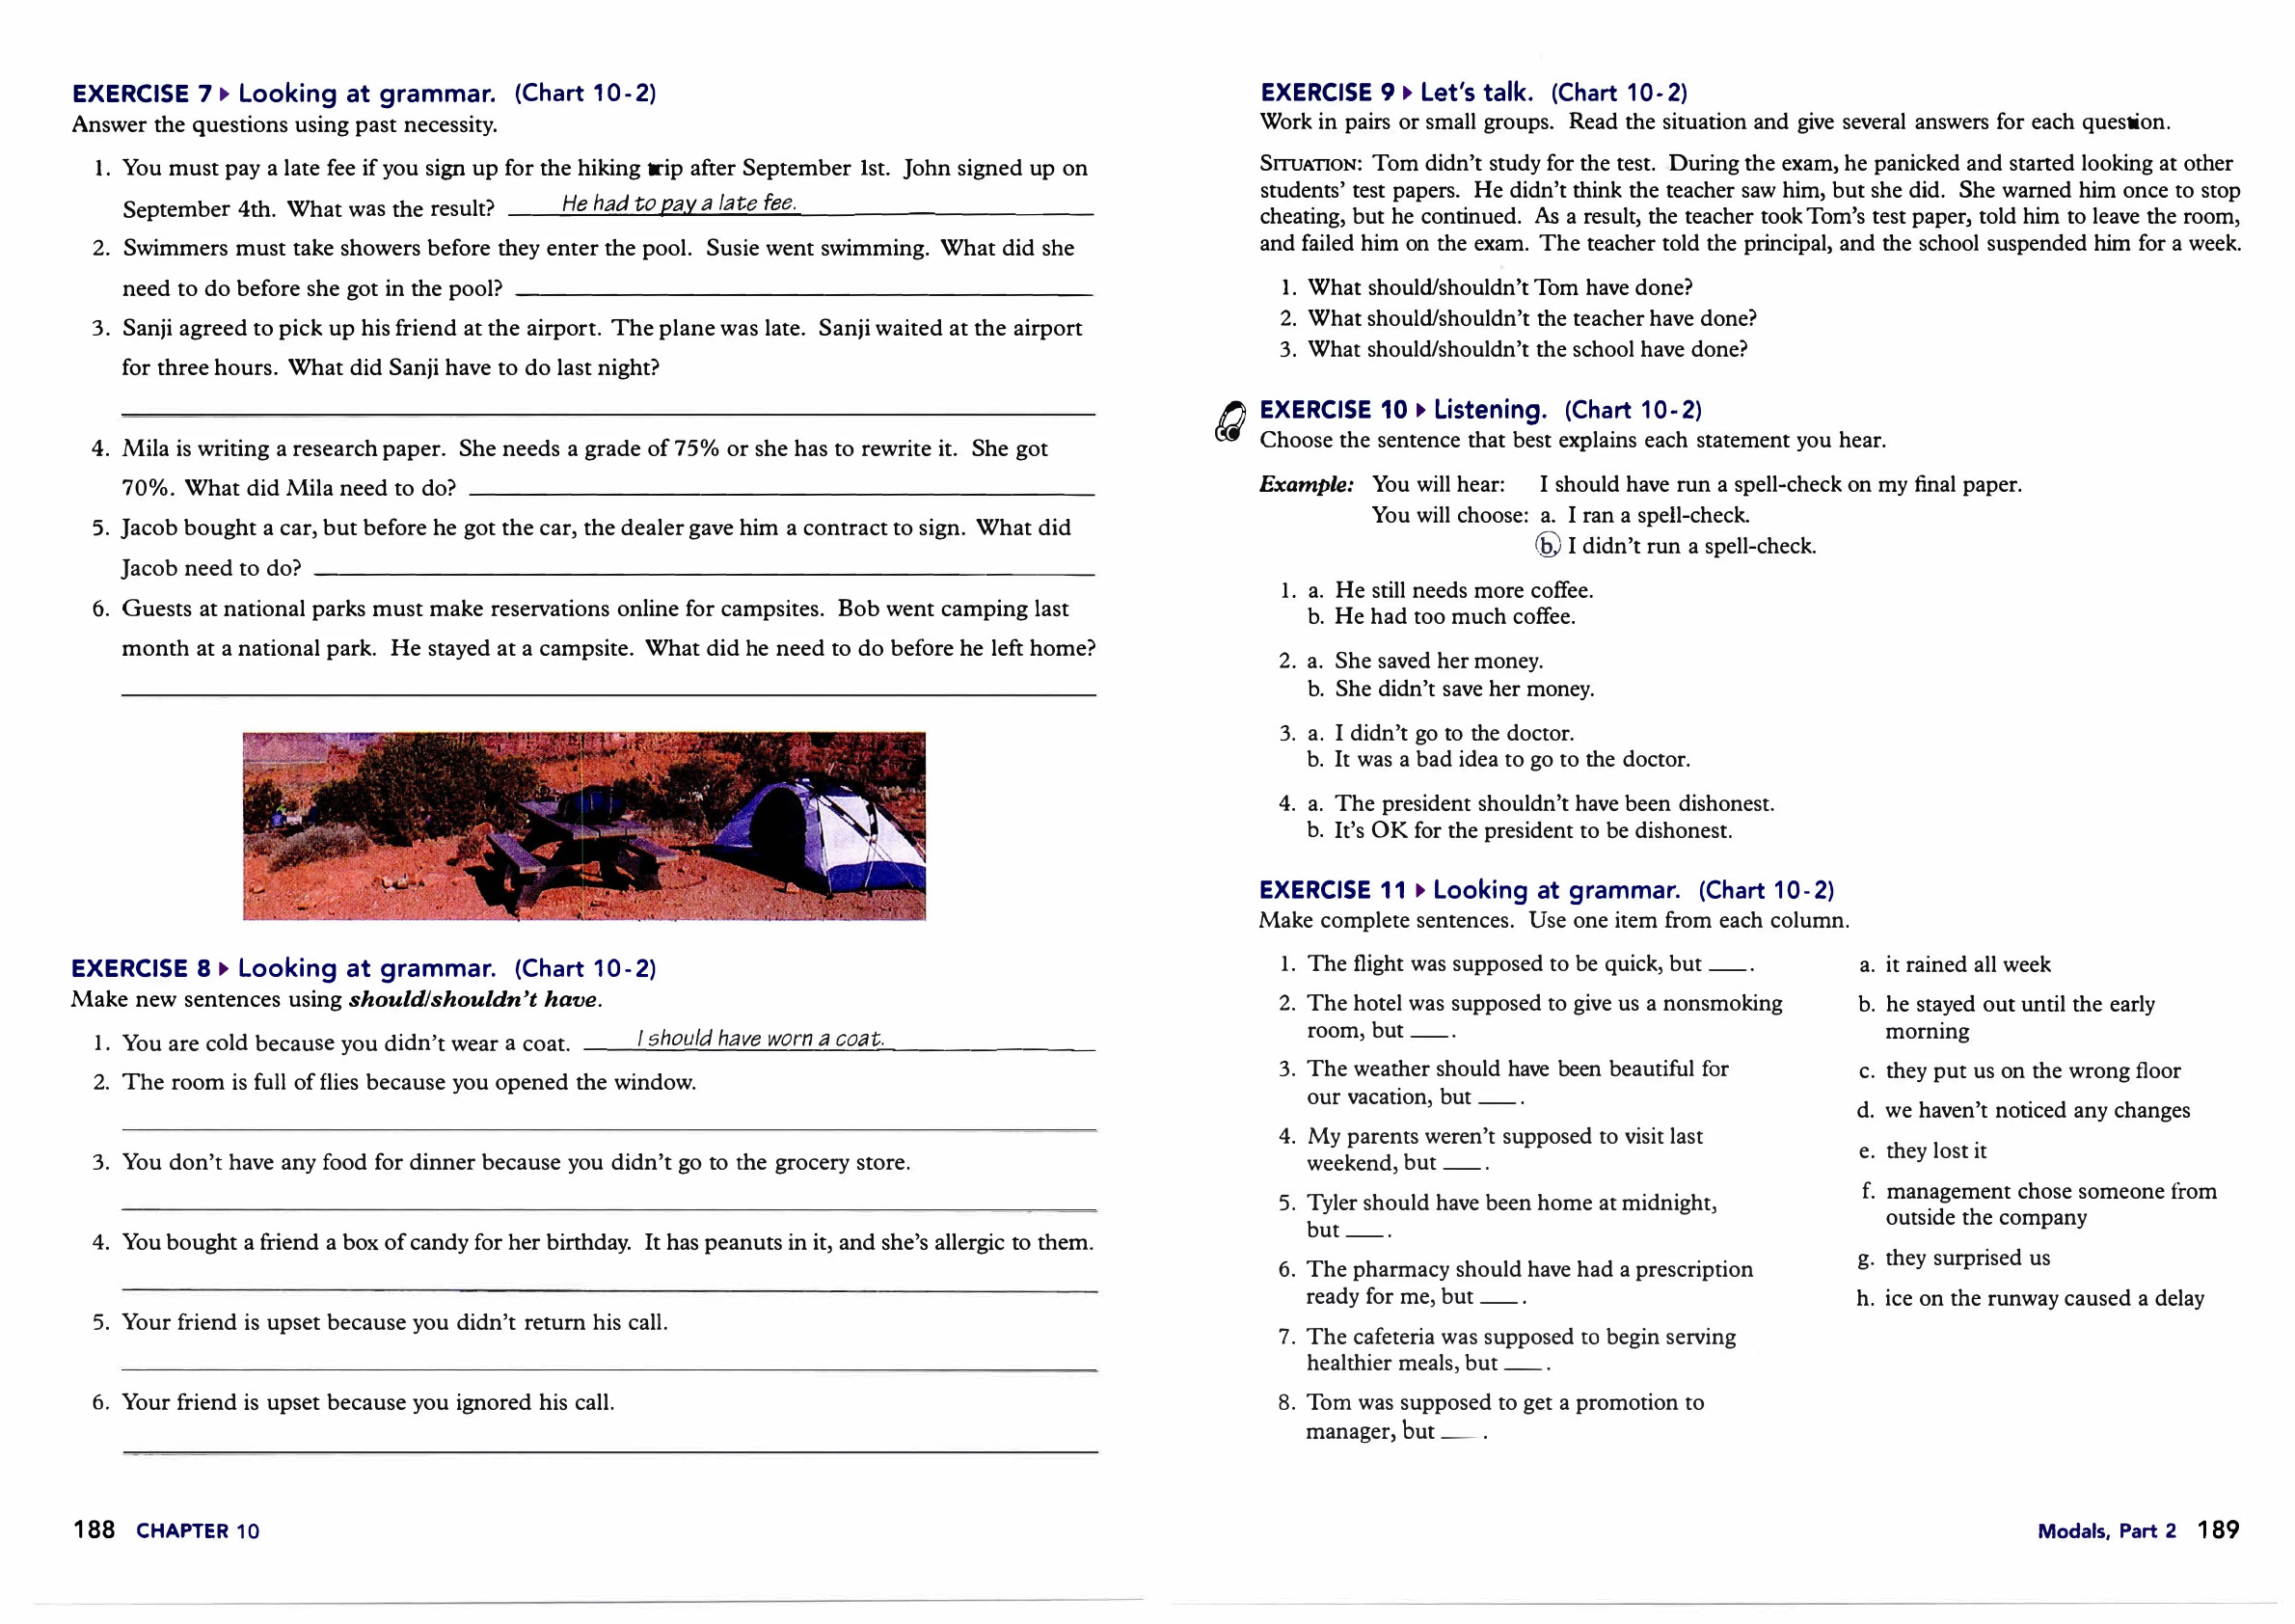 EXERCISE 7 ▸ Looking at grammar. (Chart 10-2)
Answer the questions using past necessity.
1. You must pay a late fee if you sign up for the hiking trip after September 1st. John signed up on
September 4th. What was the result? He had to pay a late fee.
2. Swimmers must take showers before they enter the pool. Susie went swimming. What did she
need to do before she got in the pool?
3. Sanji agreed to pick up his friend at the airport. The plane was late. Sanji waited at the airport
for three hours. What did Sanji have to do last night?
4. Mila is writing a research paper. She needs a grade of 75% or she has to rewrite it. She got
70%. What did Mila need to do?
5. Jacob bought a car, but before he got the car, the dealer gave him a contract to sign. What did
Jacob need to do?
6. Guests at national parks must make reservations online for campsites. Bob went camping last
month at a national park. He stayed at a campsite. What did he need to do before he left home?
EXERCISE 8 ▸ Looking at grammar. (Chart 10-2)
Make new sentences using should/shouldn't have.
1. You are cold because you didn't wear a coat. I should have worn a coat.
2. The room is full of flies because you opened the window.
3. You don't have any food for dinner because you didn't go to the grocery store.
4. You bought a friend a box of candy for her birthday. It has peanuts in it, and she's allergic to them.
5. Your friend is upset because you didn't return his call.
6. Your friend is upset because you ignored his call.
188 CHAPTER 10
EXERCISE 9 ▸ Let's talk. (Chart 10-2)
Work in pairs or small groups. Read the situation and give several answers for each question.
SITUATION: Tom didn't study for the test. During the exam, he panicked and started looking at other
students' test papers. He didn't think the teacher saw him, but she did. She warned him once to stop
cheating, but he continued. As a result, the teacher took Tom's test paper, told him to leave the room,
and failed him on the exam. The teacher told the principal, and the school suspended him for a week.
1. What should/shouldn't Tom have done?
2. What should/shouldn't the teacher have done?
3. What should/shouldn't the school have done?
EXERCISE 10 ▸ Listening. (Chart 10-2)
Choose the sentence that best explains each statement you hear.
Example: You will hear: I should have run a spell-check on my final paper.
You will choose: a. I ran a spell-check.
b. I didn't run a spell-check.
1. a. He still needs more coffee.
b. He had too much coffee.
2. a. She saved her money.
b. She didn't save her money.
3. a. I didn't go to the doctor.
b. It was a bad idea to go to the doctor.
4. a. The president shouldn't have been dishonest.
b. It's OK for the president to be dishonest.
EXERCISE 11 ▸ Looking at grammar. (Chart 10-2)
Make complete sentences. Use one item from each column.
1. The flight was supposed to be quick, but ___.
2. The hotel was supposed to give us a nonsmoking
room, but ___.
3. The weather should have been beautiful for
our vacation, but ___.
4. My parents weren't supposed to visit last
weekend, but ___.
5. Tyler should have been home at midnight,
but ___.
6. The pharmacy should have had a prescription
ready for me, but ___.
7. The cafeteria was supposed to begin serving
healthier meals, but ___.
8. Tom was supposed to get a promotion to
manager, but ___.
a. it rained all week
b. he stayed out until the early
morning
c. they put us on the wrong floor
d. we haven't noticed any changes
e. they lost it
f. management chose someone from
outside the company
g. they surprised us
h. ice on the runway caused a delay
Modals, Part 2 189